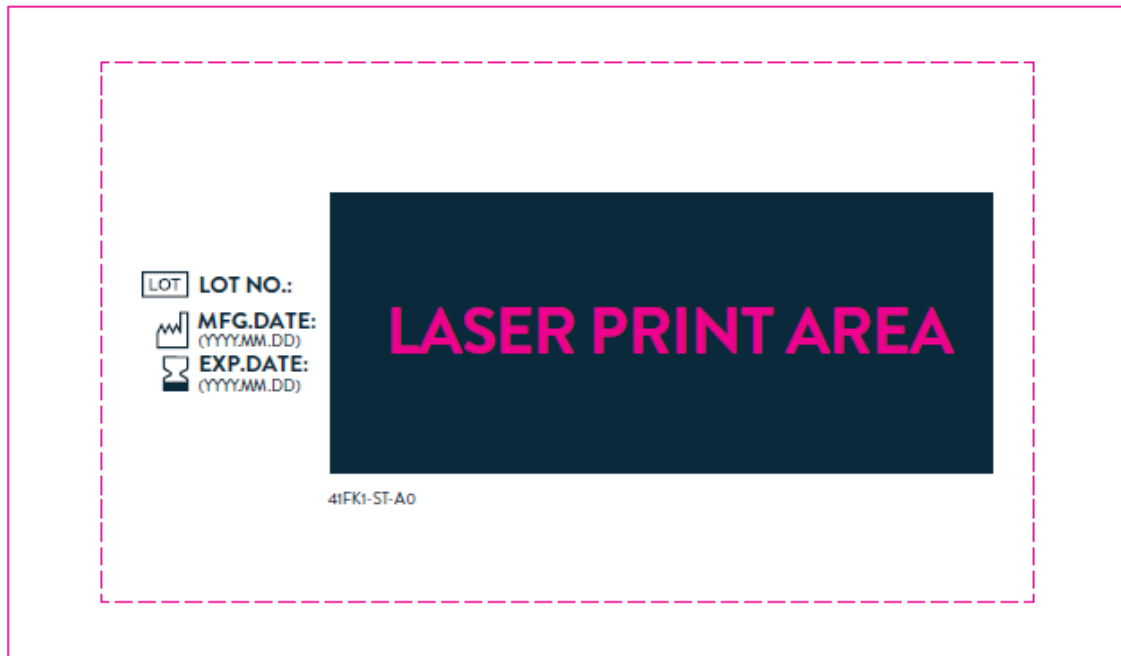 LOT LOT NO.:
MFG.DATE:
(YYYY.MM.DD)
EXP.DATE:
(YYYY.MM.DD)
LASER PRINT AREA
41FK1-ST-A0